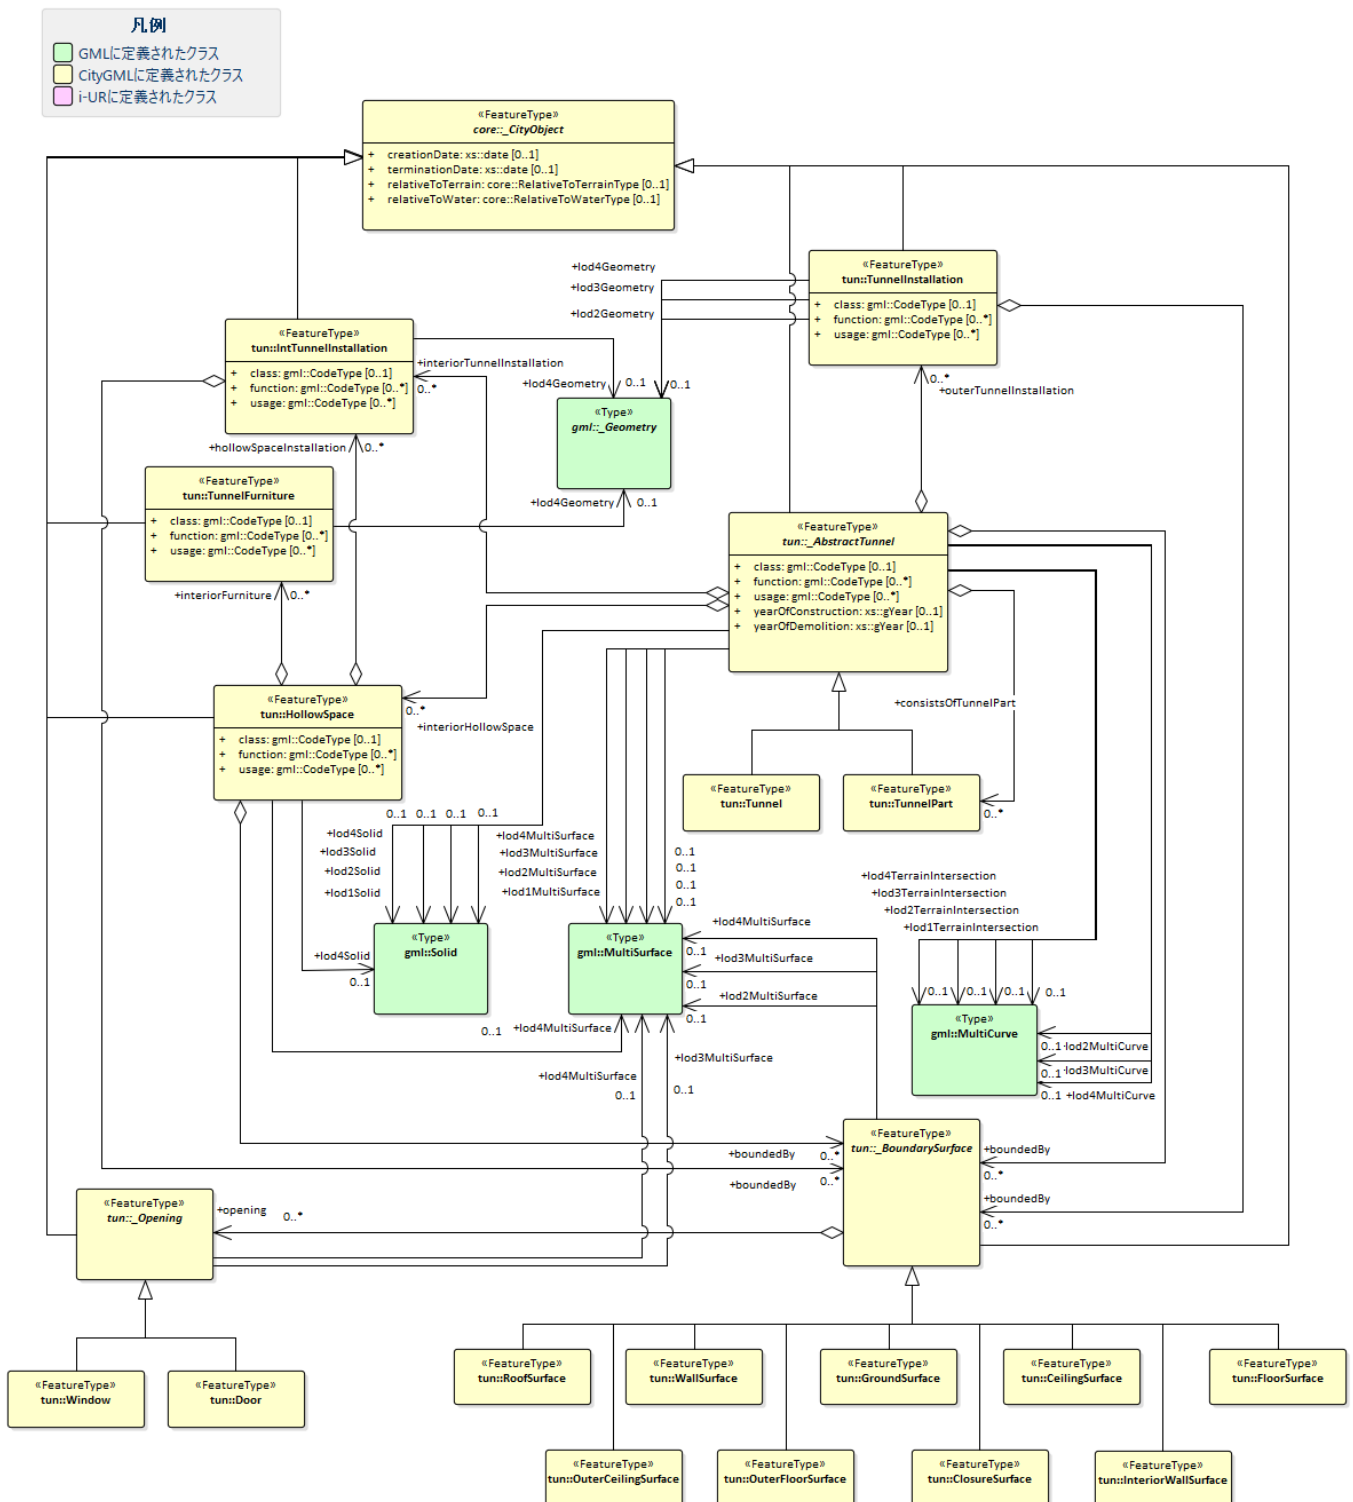 凡例
GMLに定義されたクラス
CityGMLに定義されたクラス
i-URに定義されたクラス
«FeatureType»
core::_CityObject
+ creationDate: xs::date [0..1]
+ terminationDate: xs::date [0..1]
+ relativeToTerrain: core::RelativeToTerrainType [0..1]
+ relativeToWater: core::RelativeToWaterType [0..1]
«FeatureType»
tun::TunnelInstallation
+ class: gml::CodeType [0..1]
+ function: gml::CodeType [0..*]
+ usage: gml::CodeType [0..*]
+lod4Geometry
+lod3Geometry
+lod2Geometry
0..1
«FeatureType»
tun::IntTunnelInstallation
+ class: gml::CodeType [0..1]
+ function: gml::CodeType [0..*]
+ usage: gml::CodeType [0..*]
+interiorTunnelInstallation
0..*
+lod4Geometry
0..1
0..*
+outerTunnelInstallation
«Type»
gml::_Geometry
+hollowSpaceInstallation
0..*
«FeatureType»
tun::TunnelFurniture
+ class: gml::CodeType [0..1]
+ function: gml::CodeType [0..*]
+ usage: gml::CodeType [0..*]
+lod4Geometry
0..1
+interiorFurniture
0..*
«FeatureType»
tun::_AbstractTunnel
+ class: gml::CodeType [0..1]
+ function: gml::CodeType [0..*]
+ usage: gml::CodeType [0..*]
+ yearOfConstruction: xs::gYear [0..1]
+ yearOfDemolition: xs::gYear [0..1]
«FeatureType»
tun::HollowSpace
+ class: gml::CodeType [0..1]
+ function: gml::CodeType [0..*]
+ usage: gml::CodeType [0..*]
0..*
+interiorHollowSpace
+consistsOfTunnelPart
0..*
«FeatureType»
tun::Tunnel
«FeatureType»
tun::TunnelPart
0..1 0..1 0..1 0..1
+lod4Solid
+lod3Solid
+lod2Solid
+lod1Solid
+lod4MultiSurface
+lod3MultiSurface
+lod2MultiSurface
+lod1MultiSurface
0..1
0..1
0..1
0..1
+lod4TerrainIntersection
+lod3TerrainIntersection
+lod2TerrainIntersection
+lod1TerrainIntersection
0..1 0..1 0..1 0..1
«Type»
gml::Solid
+lod4Solid
0..1
«Type»
gml::MultiSurface
+lod4MultiSurface
0..1
+lod3MultiSurface
0..1
+lod2MultiSurface
0..1
«Type»
gml::MultiCurve
0..1 +lod2MultiCurve
0..1 +lod3MultiCurve
0..1 +lod4MultiCurve
0..1
+lod4MultiSurface
+lod4MultiSurface
0..1
+lod3MultiSurface
0..1
«FeatureType»
tun::_BoundarySurface
+boundedBy
0..*
+boundedBy
0..*
+boundedBy
0..*
+boundedBy
0..*
«FeatureType»
tun::_Opening
+opening
0..*
«FeatureType»
tun::Window
«FeatureType»
tun::Door
«FeatureType»
tun::RoofSurface
«FeatureType»
tun::WallSurface
«FeatureType»
tun::GroundSurface
«FeatureType»
tun::CeilingSurface
«FeatureType»
tun::FloorSurface
«FeatureType»
tun::OuterCeilingSurface
«FeatureType»
tun::OuterFloorSurface
«FeatureType»
tun::ClosureSurface
«FeatureType»
tun::InteriorWallSurface